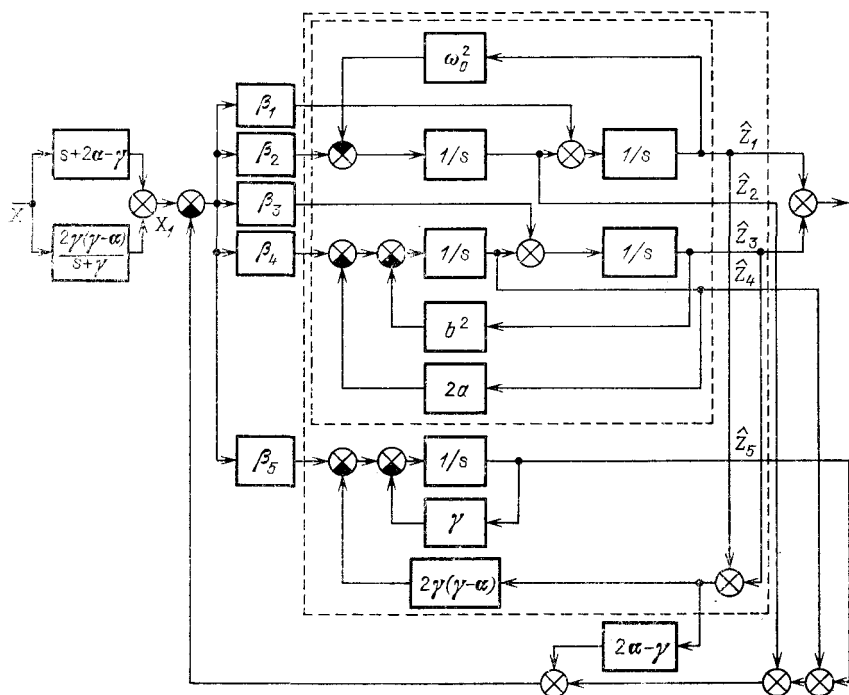 ω₀²
β₁
s+2α−γ
β₂
1/s
1/s
Ẑ₁
Ẑ₂
X
X₁
β₃
2γ(γ−α)/(s+γ)
β₄
1/s
1/s
Ẑ₃
Ẑ₄
b²
2α
β₅
1/s
Ẑ₅
γ
2γ(γ−α)
2α−γ